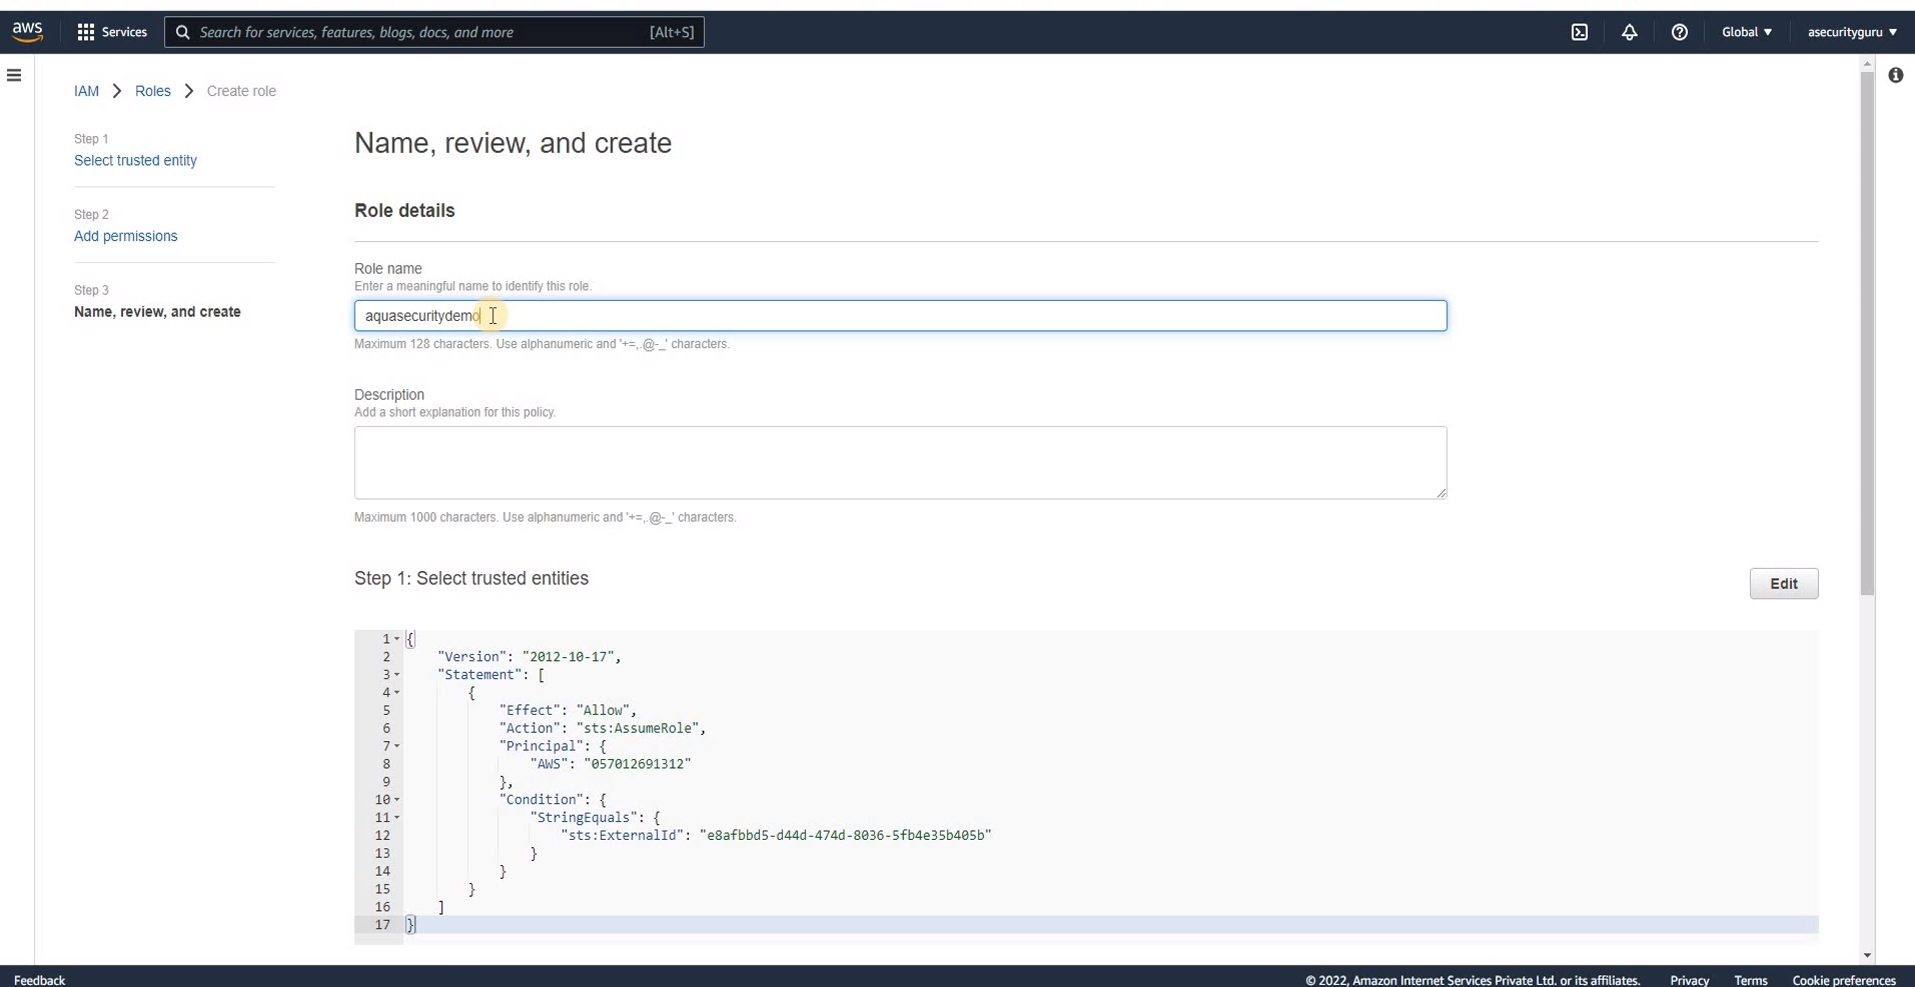 aws Services Search for services, features, blogs, docs, and more [Alt+S] Global asecurityguru
IAM Roles Create role
Step 1
Select trusted entity
Step 2
Add permissions
Step 3
Name, review, and create
Name, review, and create
Role details
Role name
Enter a meaningful name to identify this role.
aquasecuritydemo
Maximum 128 characters. Use alphanumeric and '+=,.@-_' characters.
Description
Add a short explanation for this policy.
Maximum 1000 characters. Use alphanumeric and '+=,.@-_' characters.
Step 1: Select trusted entities Edit
1 {
2 "Version": "2012-10-17",
3 "Statement": [
4 {
5 "Effect": "Allow",
6 "Action": "sts:AssumeRole",
7 "Principal": {
8 "AWS": "057012691312"
9 },
10 "Condition": {
11 "StringEquals": {
12 "sts:ExternalId": "e8afbbd5-d44d-474d-8036-5fb4e35b405b"
13 }
14 }
15 }
16 ]
17 }
Feedback © 2022, Amazon Internet Services Private Ltd. or its affiliates. Privacy Terms Cookie preferences